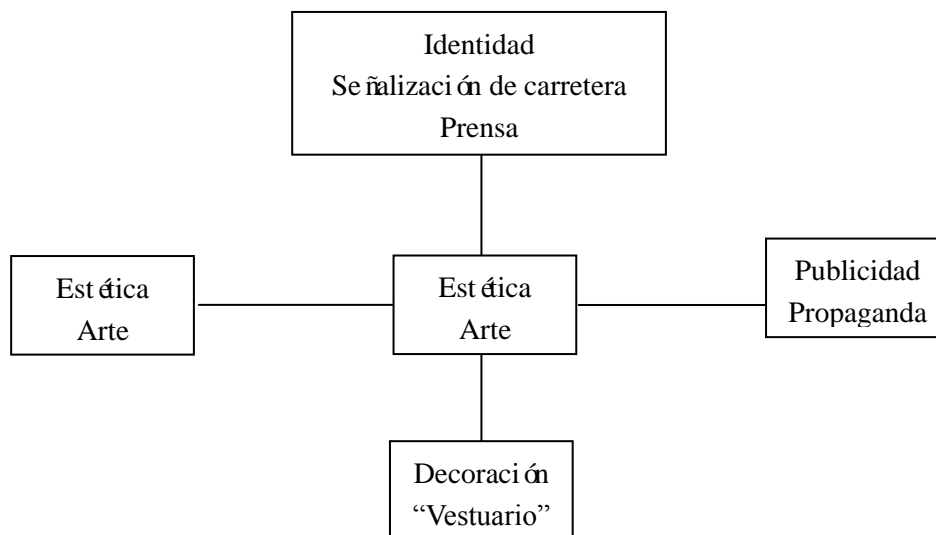 Identidad
Señalización de carretera
Prensa
Estética
Arte
Estética
Arte
Publicidad
Propaganda
Decoración
“Vestuario”